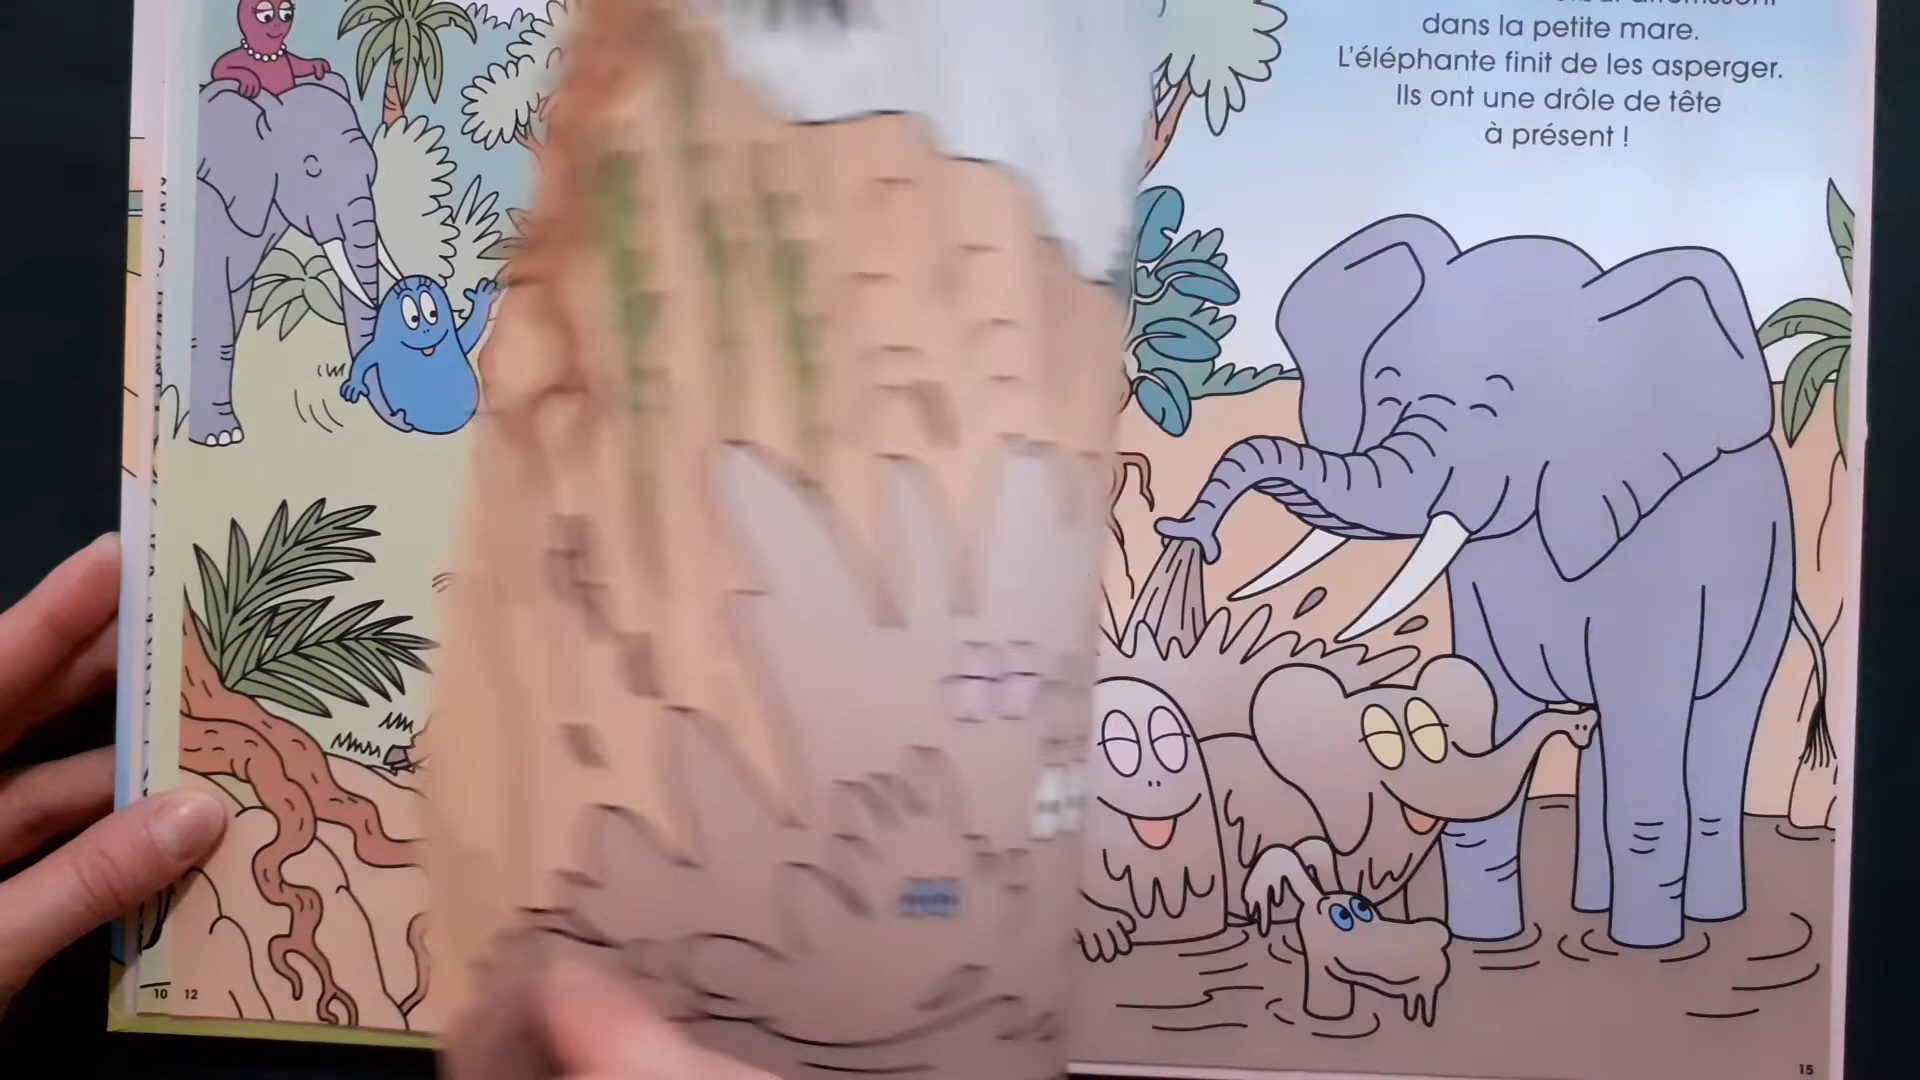 dans la petite mare.
L'éléphante finit de les asperger.
Ils ont une drôle de tête
à présent !
10 12
15